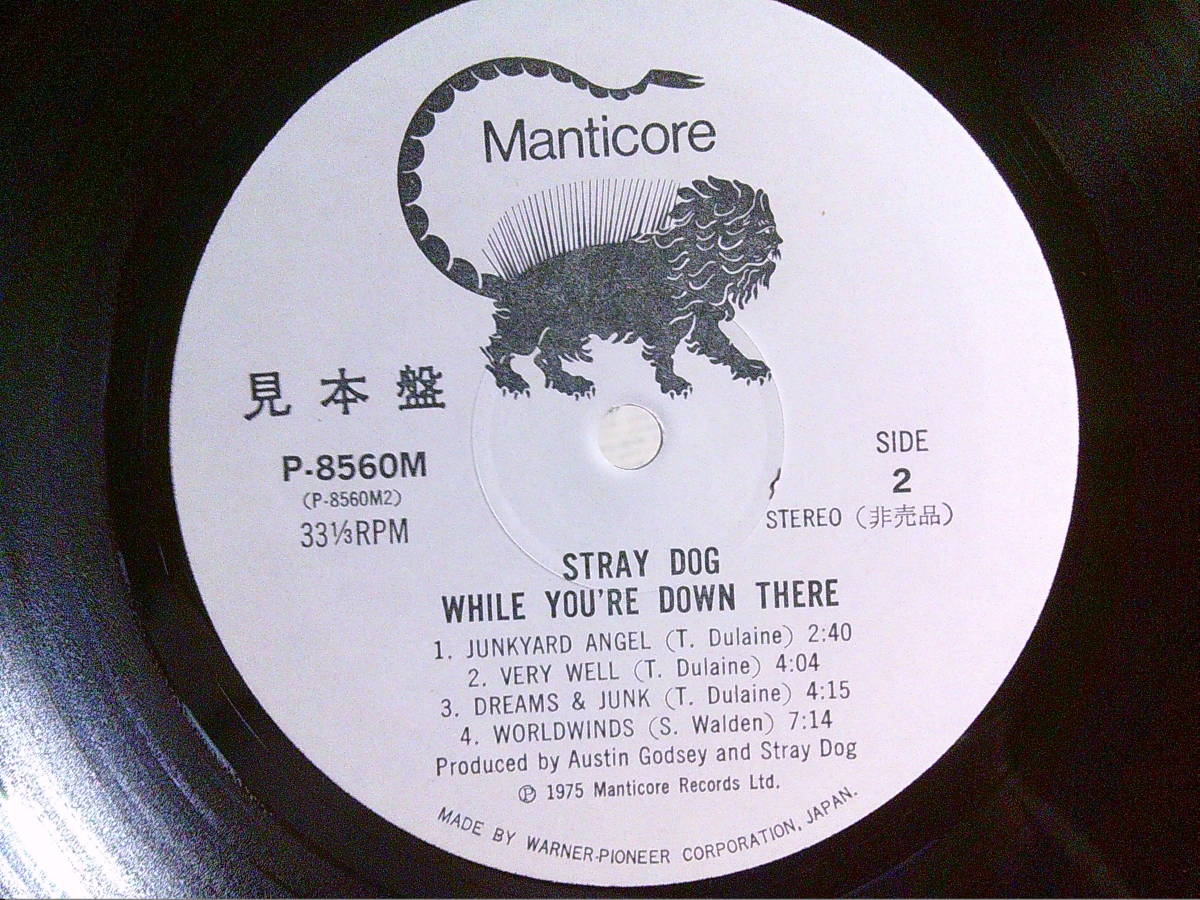 Manticore
見本盤
P-8560M
(P-8560M2)
33⅓RPM
SIDE
2
STEREO (非売品)
STRAY DOG
WHILE YOU'RE DOWN THERE
1. JUNKYARD ANGEL (T. Dulaine) 2:40
2. VERY WELL (T. Dulaine) 4:04
3. DREAMS & JUNK (T. Dulaine) 4:15
4. WORLDWINDS (S. Walden) 7:14
Produced by Austin Godsey and Stray Dog
℗ 1975 Manticore Records Ltd.
MADE BY WARNER-PIONEER CORPORATION, JAPAN.